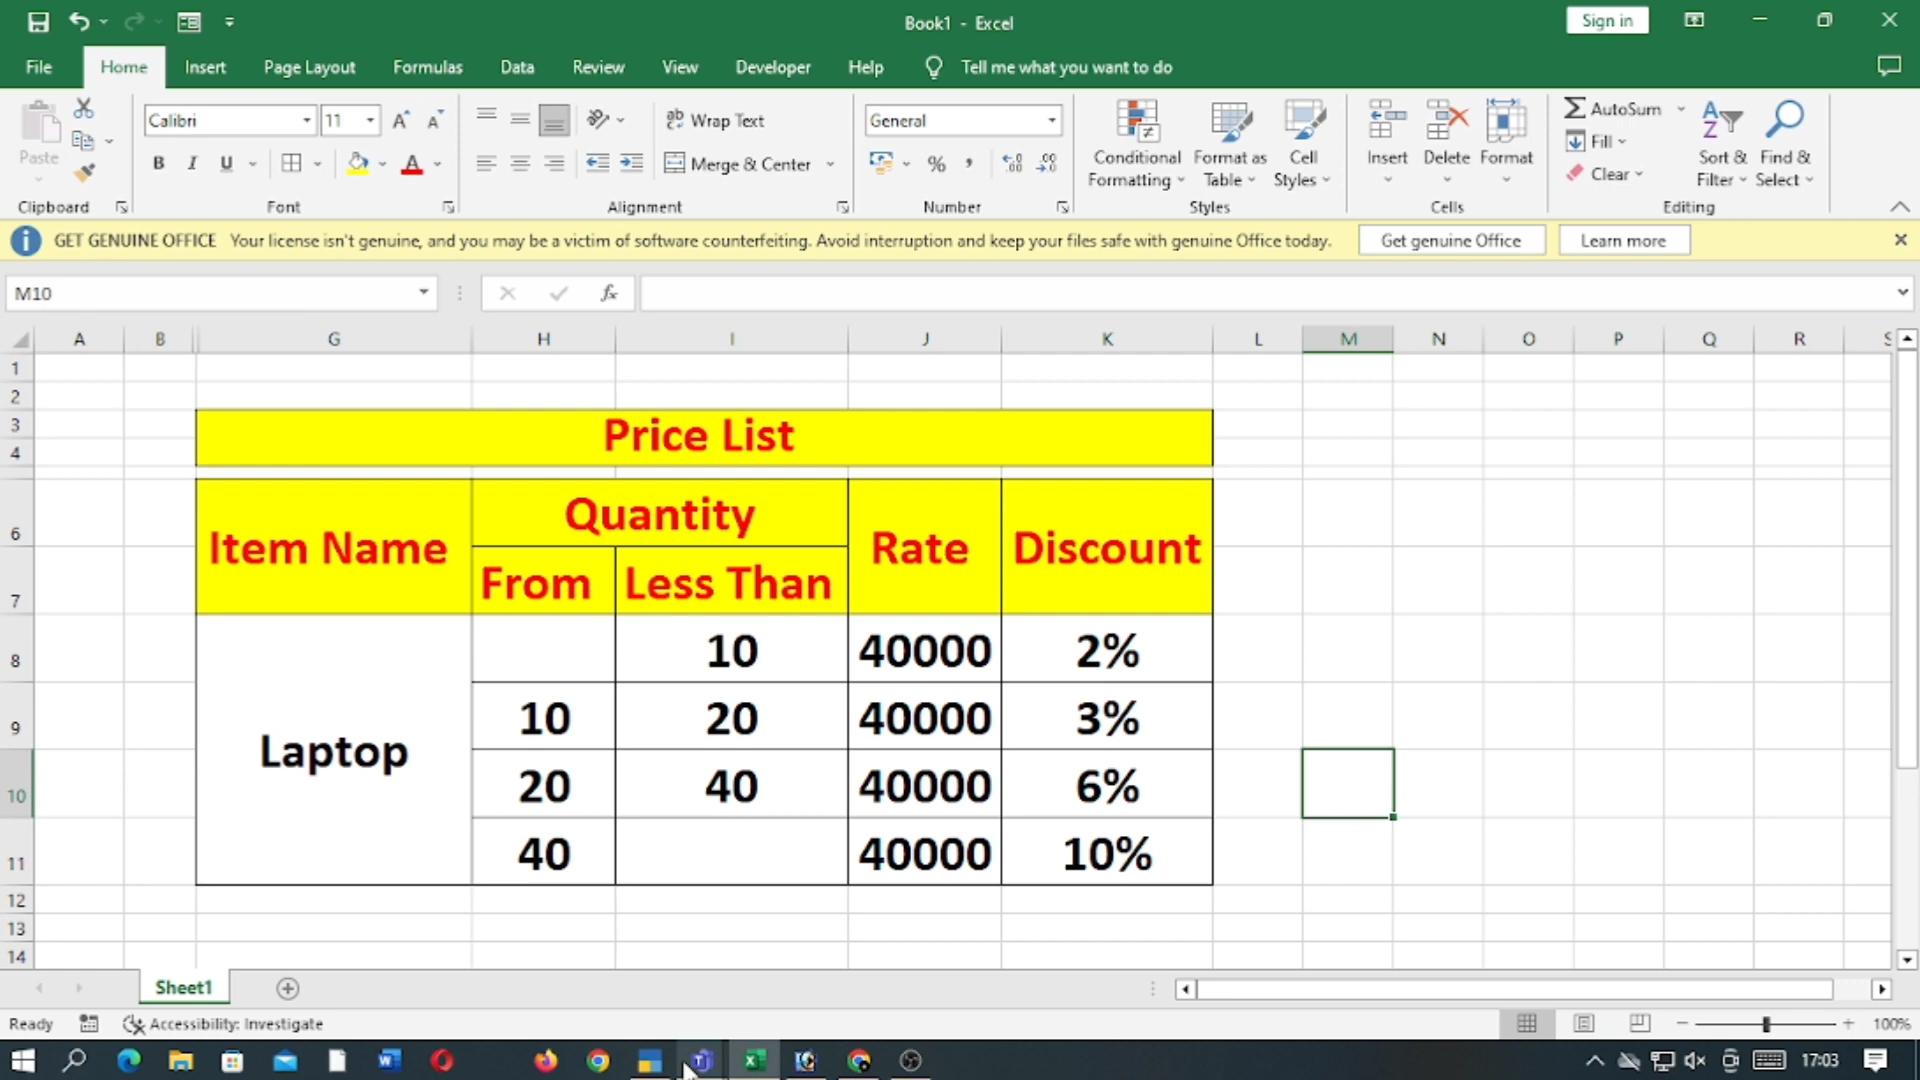 Book1 - Excel
Sign in
File Home Insert Page Layout Formulas Data Review View Developer Help Tell me what you want to do
Paste
Calibri 11
B I U
Wrap Text
Merge & Center
General
%
Conditional Formatting
Format as Table
Cell Styles
Insert
Delete
Format
AutoSum
Fill
Clear
Sort & Filter
Find & Select
Clipboard Font Alignment Number Styles Cells Editing
GET GENUINE OFFICE Your license isn't genuine, and you may be a victim of software counterfeiting. Avoid interruption and keep your files safe with genuine Office today. Get genuine Office Learn more
M10 fx
A B G H I J K L M N O P Q R S
1
2
3
4
Price List
6
7
Item Name Quantity Rate Discount
From Less Than
8 10 40000 2%
9 10 20 40000 3%
Laptop
10 20 40 40000 6%
11 40 40000 10%
12
13
14
Sheet1
Ready Accessibility: Investigate 100%
17:03